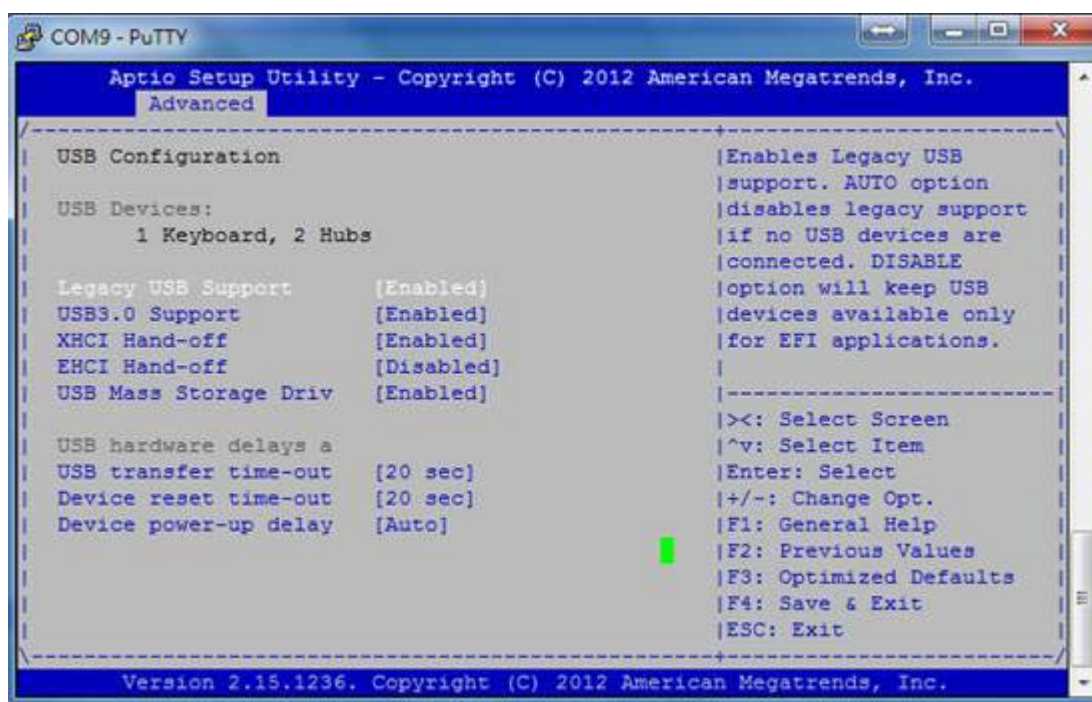 COM9 - PuTTY
Aptio Setup Utility - Copyright (C) 2012 American Megatrends, Inc.
Advanced
/----------------------------------------------------+-------------------------\
| USB Configuration |Enables Legacy USB |
| |support. AUTO option |
| USB Devices: |disables legacy support |
| 1 Keyboard, 2 Hubs |if no USB devices are |
| |connected. DISABLE |
| Legacy USB Support [Enabled] |option will keep USB |
| USB3.0 Support [Enabled] |devices available only |
| XHCI Hand-off [Enabled] |for EFI applications. |
| EHCI Hand-off [Disabled] | |
| USB Mass Storage Driv [Enabled] |-------------------------|
| |><: Select Screen |
| USB hardware delays a |^v: Select Item |
| USB transfer time-out [20 sec] |Enter: Select |
| Device reset time-out [20 sec] |+/-: Change Opt. |
| Device power-up delay [Auto] |F1: General Help |
| |F2: Previous Values |
| |F3: Optimized Defaults |
| |F4: Save & Exit |
| |ESC: Exit |
\----------------------------------------------------+-------------------------/
Version 2.15.1236. Copyright (C) 2012 American Megatrends, Inc.